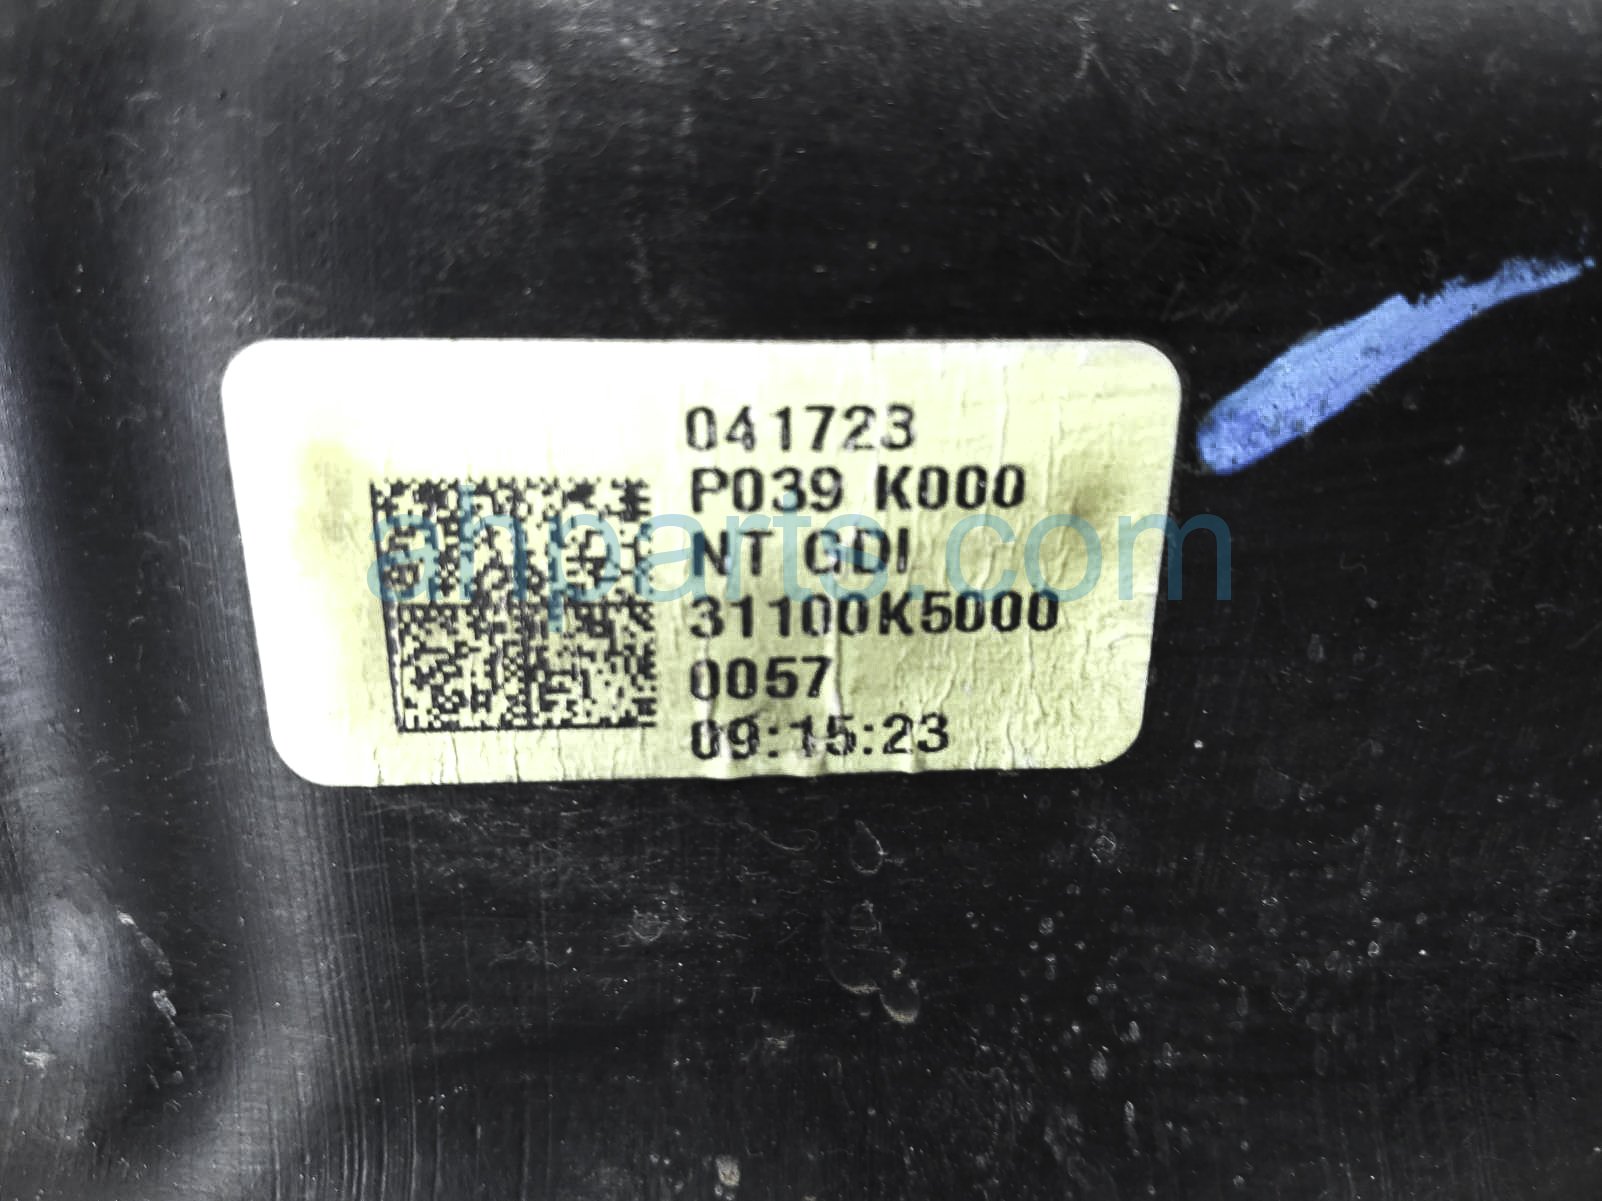 041723
P039 K000
NT GDI
31100K5000
0057
09:15:23
ahparts.com